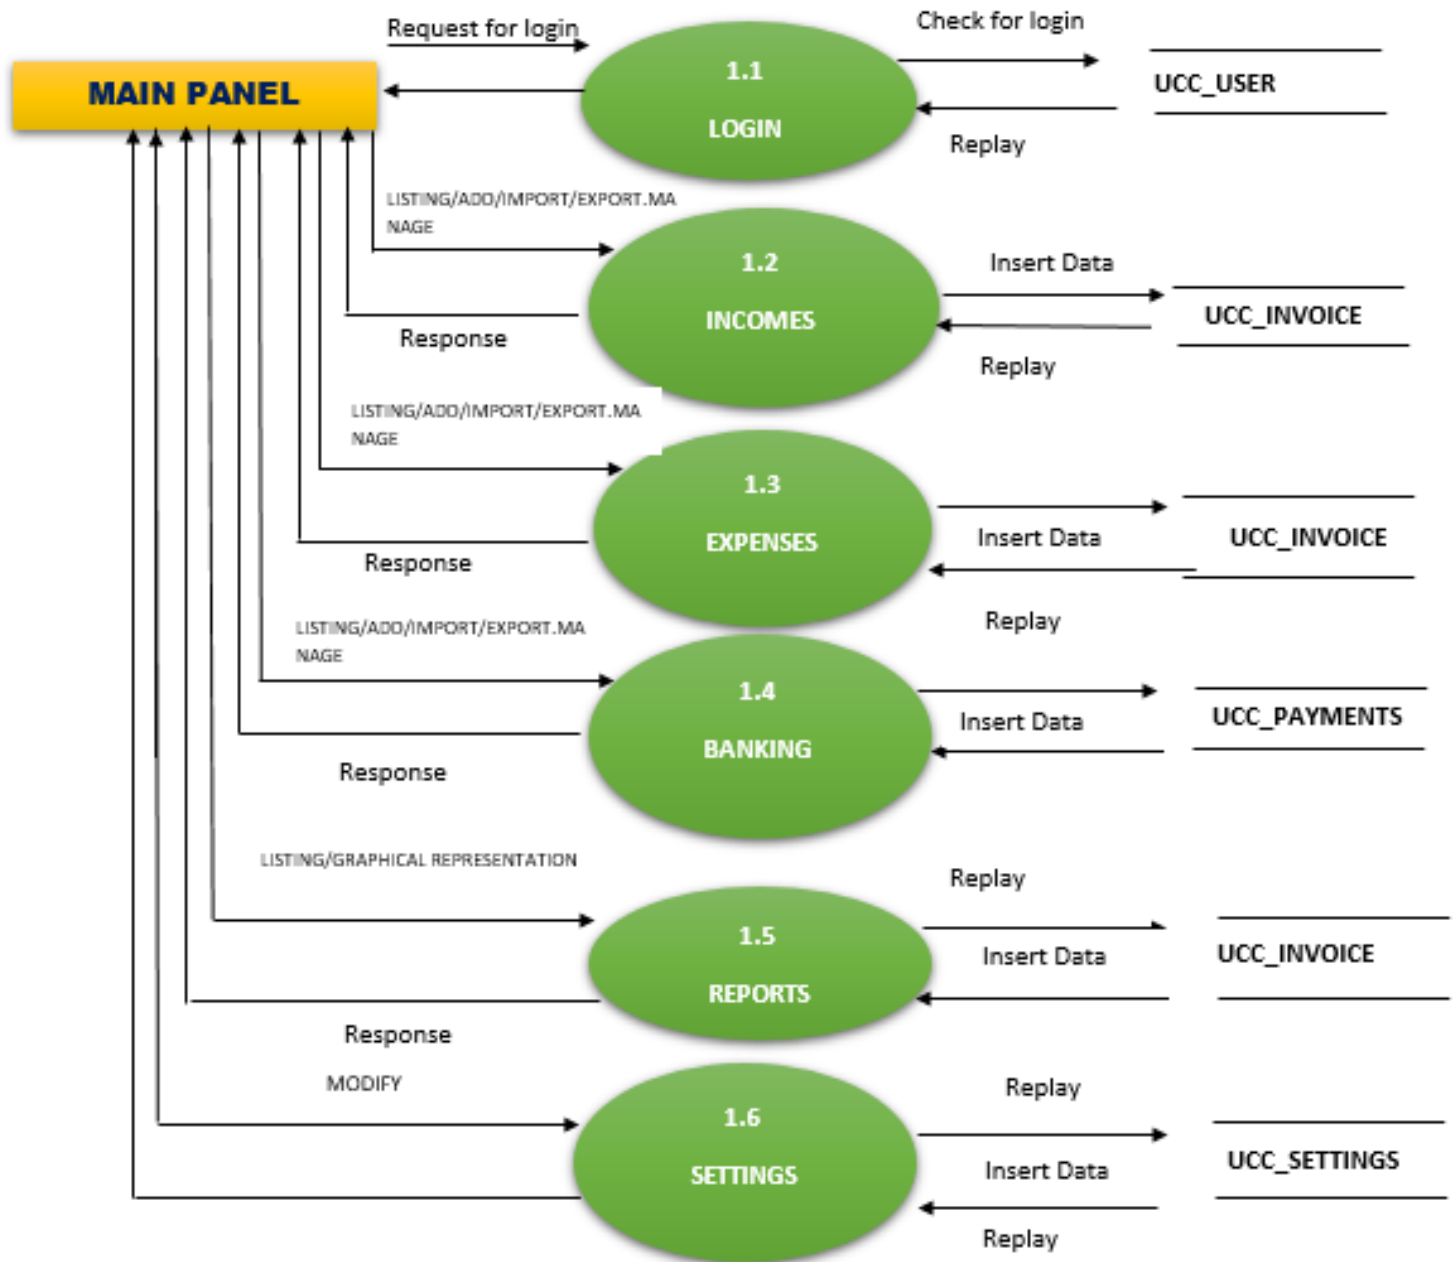 Request for login
Check for login
MAIN PANEL
1.1
LOGIN
UCC_USER
Replay
LISTING/ADD/IMPORT/EXPORT.MA
NAGE
1.2
INCOMES
Insert Data
UCC_INVOICE
Response
Replay
LISTING/ADD/IMPORT/EXPORT.MA
NAGE
1.3
EXPENSES
Insert Data
UCC_INVOICE
Response
Replay
LISTING/ADD/IMPORT/EXPORT.MA
NAGE
1.4
BANKING
Insert Data
UCC_PAYMENTS
Response
LISTING/GRAPHICAL REPRESENTATION
Replay
1.5
REPORTS
Insert Data
UCC_INVOICE
Response
MODIFY
Replay
1.6
SETTINGS
Insert Data
UCC_SETTINGS
Replay